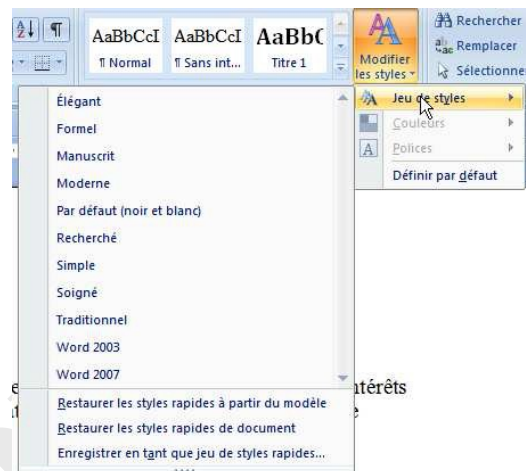 AaBbCcI AaBbCcI AaBb(
¶ Normal ¶ Sans int... Titre 1
Modifier les styles
Rechercher
Remplacer
Sélectionne
Jeu de styles
Couleurs
Polices
Définir par défaut
Élégant
Formel
Manuscrit
Moderne
Par défaut (noir et blanc)
Recherché
Simple
Soigné
Traditionnel
Word 2003
Word 2007
Restaurer les styles rapides à partir du modèle
Restaurer les styles rapides de document
Enregistrer en tant que jeu de styles rapides...
ntérêts